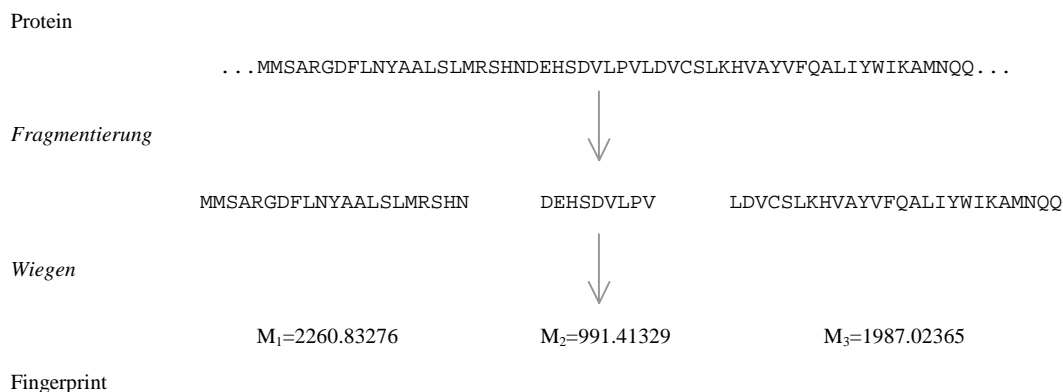 Protein
...MMSARGDFLNYAALSLMRSHNDEHSDVLPVLDVCSLKHVAYVFQALIYWIKAMNQQ...
Fragmentierung
MMSARGDFLNYAALSLMRSHN DEHSDVLPV LDVCSLKHVAYVFQALIYWIKAMNQQ
Wiegen
M₁=2260.83276 M₂=991.41329 M₃=1987.02365
Fingerprint